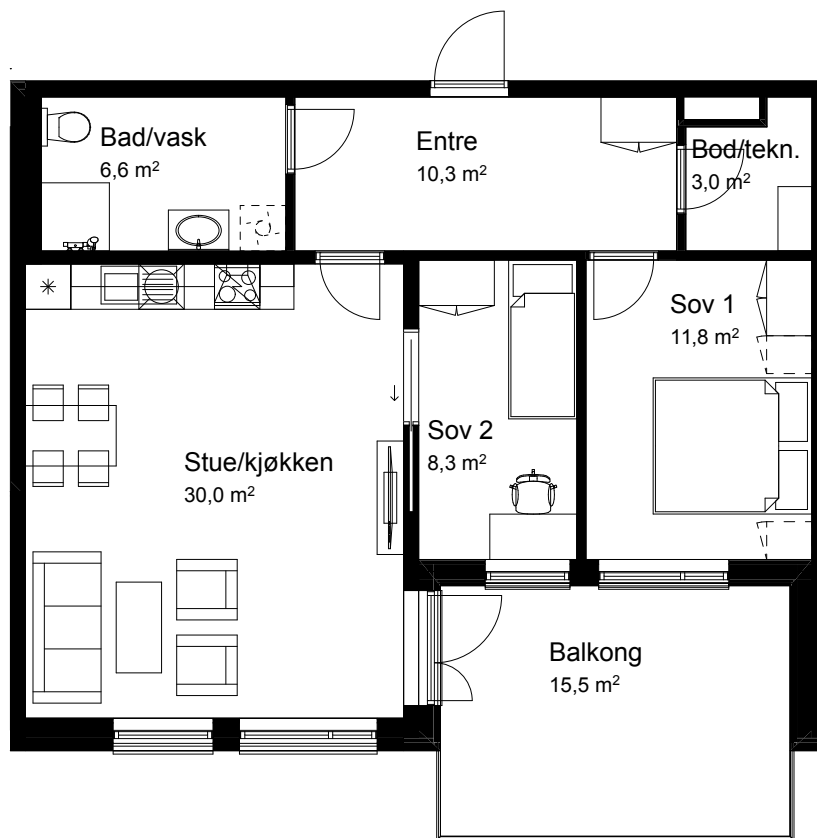 Bad/vask
6,6 m²
Entre
10,3 m²
Bod/tekn.
3,0 m²
Sov 1
11,8 m²
Sov 2
8,3 m²
Stue/kjøkken
30,0 m²
Balkong
15,5 m²